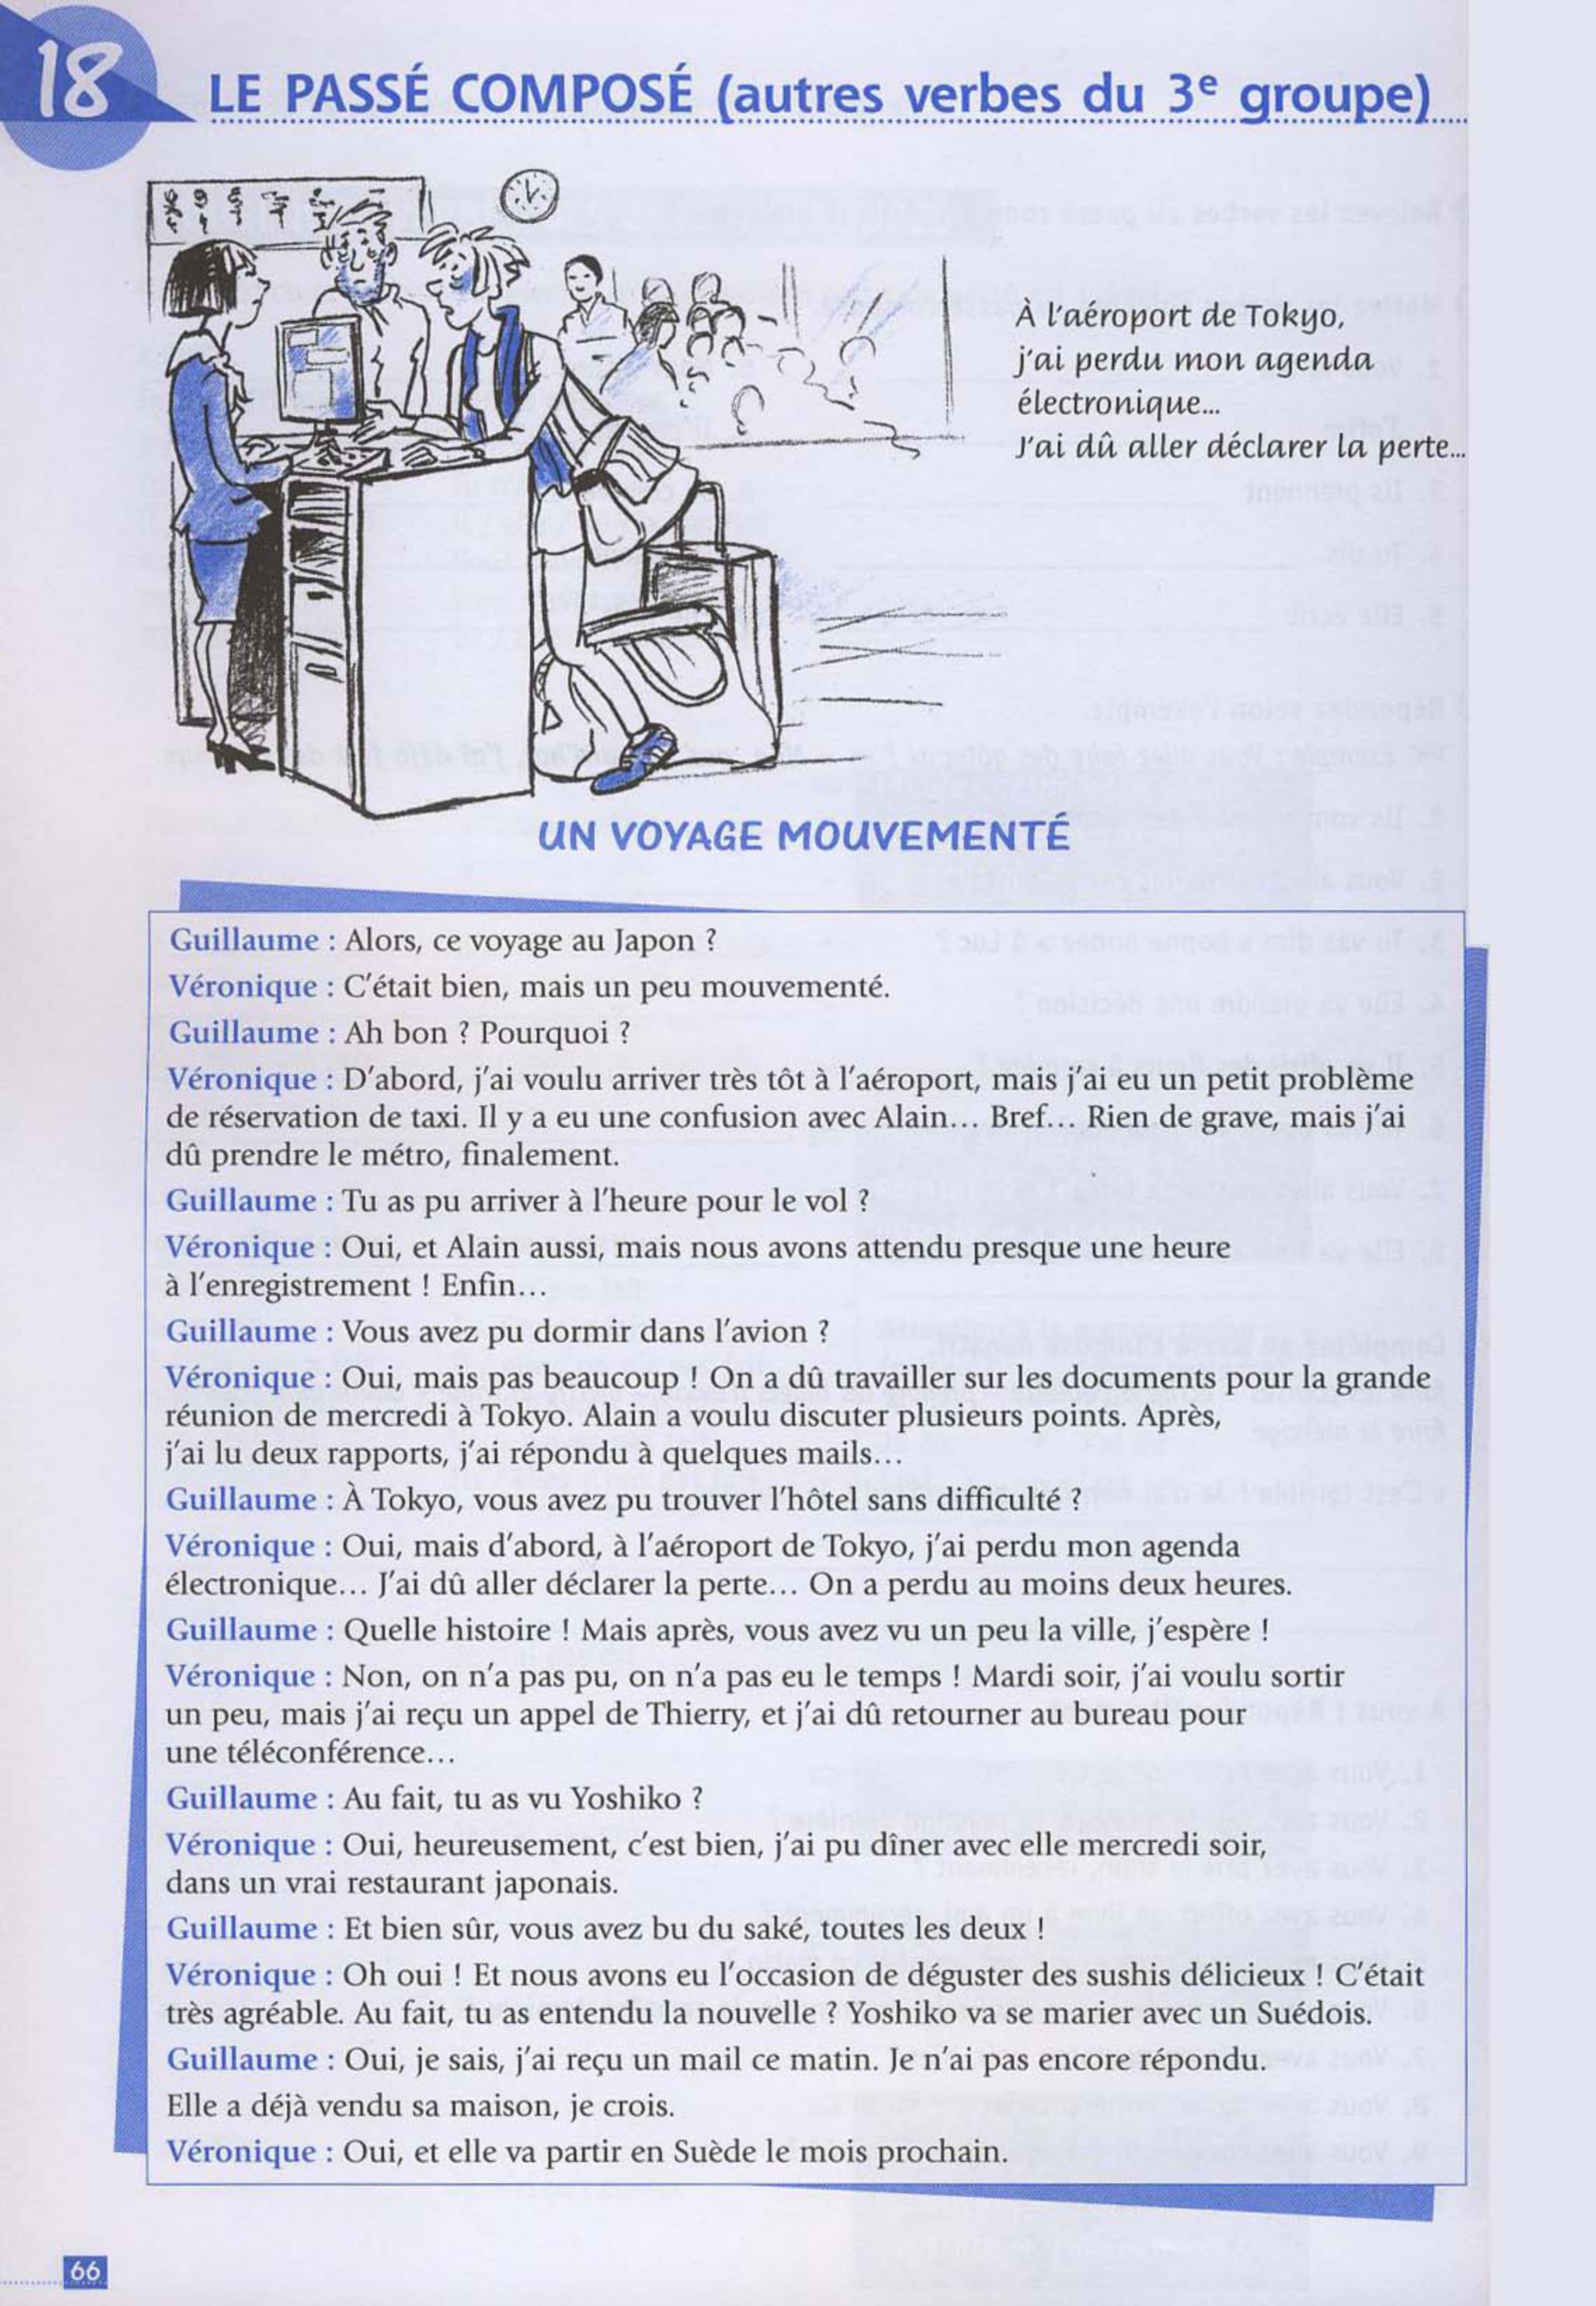 18
LE PASSÉ COMPOSÉ (autres verbes du 3e groupe)
À l'aéroport de Tokyo,
j'ai perdu mon agenda
électronique...
J'ai dû aller déclarer la perte...
UN VOYAGE MOUVEMENTÉ
Guillaume : Alors, ce voyage au Japon ?
Véronique : C'était bien, mais un peu mouvementé.
Guillaume : Ah bon ? Pourquoi ?
Véronique : D'abord, j'ai voulu arriver très tôt à l'aéroport, mais j'ai eu un petit problème
de réservation de taxi. Il y a eu une confusion avec Alain... Bref... Rien de grave, mais j'ai
dû prendre le métro, finalement.
Guillaume : Tu as pu arriver à l'heure pour le vol ?
Véronique : Oui, et Alain aussi, mais nous avons attendu presque une heure
à l'enregistrement ! Enfin...
Guillaume : Vous avez pu dormir dans l'avion ?
Véronique : Oui, mais pas beaucoup ! On a dû travailler sur les documents pour la grande
réunion de mercredi à Tokyo. Alain a voulu discuter plusieurs points. Après,
j'ai lu deux rapports, j'ai répondu à quelques mails...
Guillaume : À Tokyo, vous avez pu trouver l'hôtel sans difficulté ?
Véronique : Oui, mais d'abord, à l'aéroport de Tokyo, j'ai perdu mon agenda
électronique... J'ai dû aller déclarer la perte... On a perdu au moins deux heures.
Guillaume : Quelle histoire ! Mais après, vous avez vu un peu la ville, j'espère !
Véronique : Non, on n'a pas pu, on n'a pas eu le temps ! Mardi soir, j'ai voulu sortir
un peu, mais j'ai reçu un appel de Thierry, et j'ai dû retourner au bureau pour
une téléconférence...
Guillaume : Au fait, tu as vu Yoshiko ?
Véronique : Oui, heureusement, c'est bien, j'ai pu dîner avec elle mercredi soir,
dans un vrai restaurant japonais.
Guillaume : Et bien sûr, vous avez bu du saké, toutes les deux !
Véronique : Oh oui ! Et nous avons eu l'occasion de déguster des sushis délicieux ! C'était
très agréable. Au fait, tu as entendu la nouvelle ? Yoshiko va se marier avec un Suédois.
Guillaume : Oui, je sais, j'ai reçu un mail ce matin. Je n'ai pas encore répondu.
Elle a déjà vendu sa maison, je crois.
Véronique : Oui, et elle va partir en Suède le mois prochain.
66